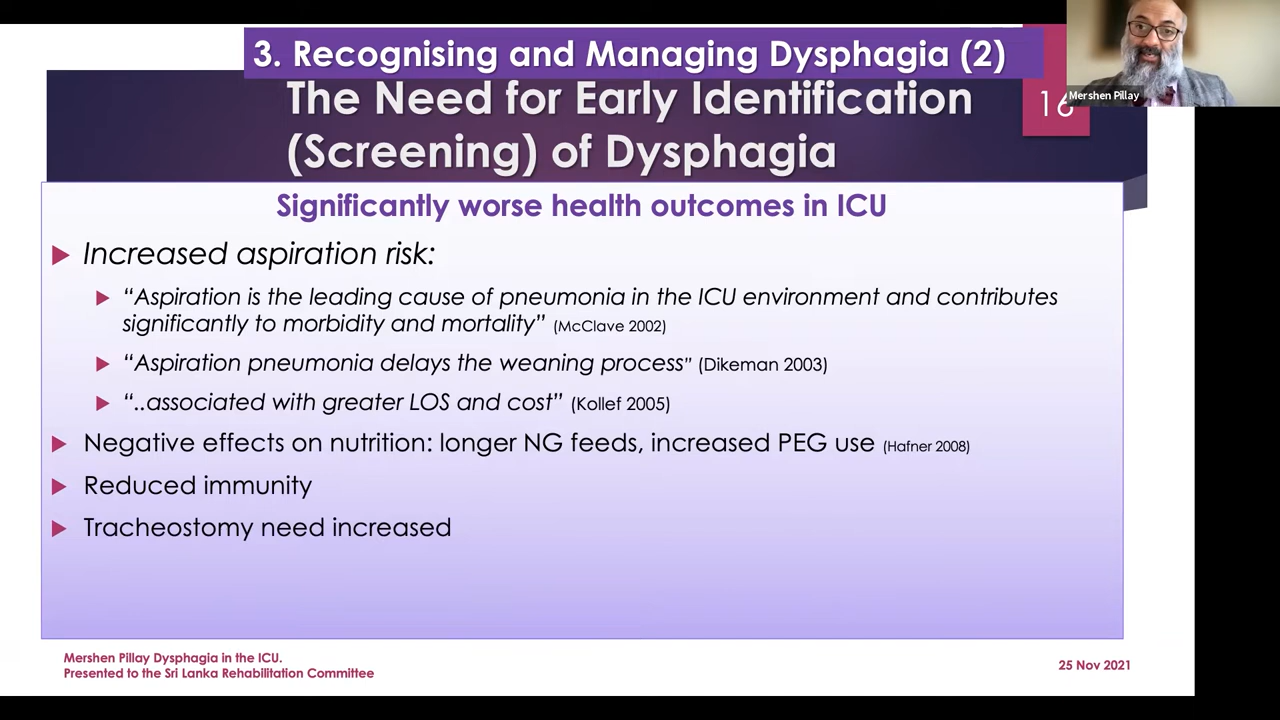 3. Recognising and Managing Dysphagia (2)
The Need for Early Identification
(Screening) of Dysphagia
16
Mershen Pillay
Significantly worse health outcomes in ICU
Increased aspiration risk:
“Aspiration is the leading cause of pneumonia in the ICU environment and contributes
significantly to morbidity and mortality” (McClave 2002)
“Aspiration pneumonia delays the weaning process” (Dikeman 2003)
“..associated with greater LOS and cost” (Kollef 2005)
Negative effects on nutrition: longer NG feeds, increased PEG use (Hafner 2008)
Reduced immunity
Tracheostomy need increased
Mershen Pillay Dysphagia in the ICU.
Presented to the Sri Lanka Rehabilitation Committee
25 Nov 2021